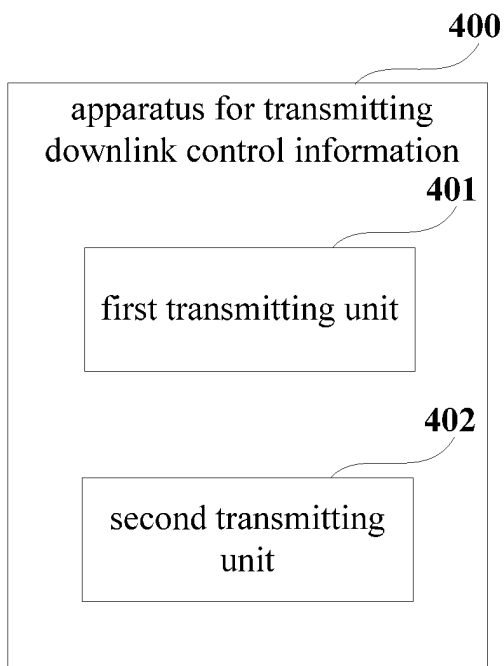 400
apparatus for transmitting
downlink control information
401
first transmitting unit
402
second transmitting
unit